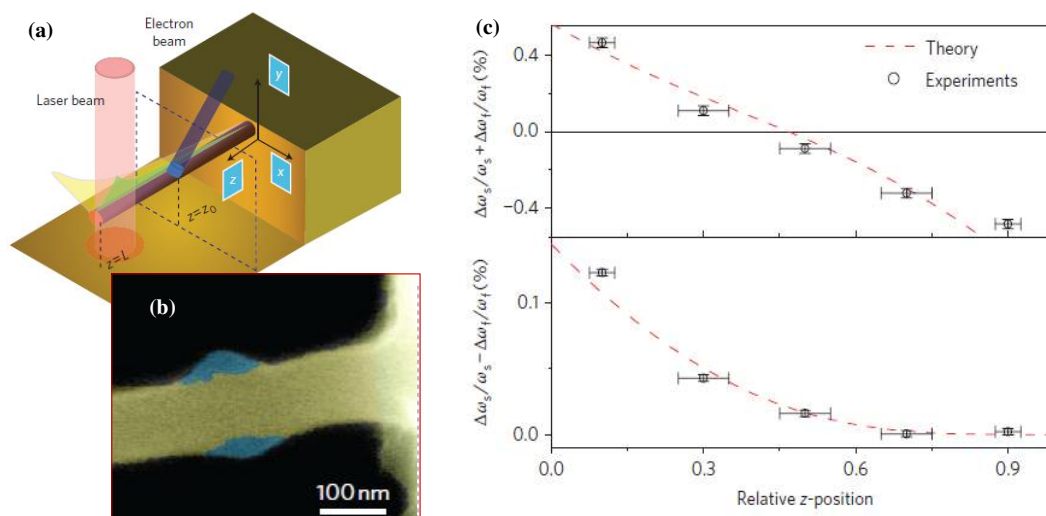 (a)
Electron
beam
Laser beam
y
z
x
z=z₀
z=L
(b)
100 nm
(c)
Δωs/ωs + Δωf/ωf (%)
0.4
0.0
−0.4
Theory
Experiments
Δωs/ωs − Δωf/ωf (%)
0.1
0.0
0.0
0.3
0.6
0.9
Relative z-position